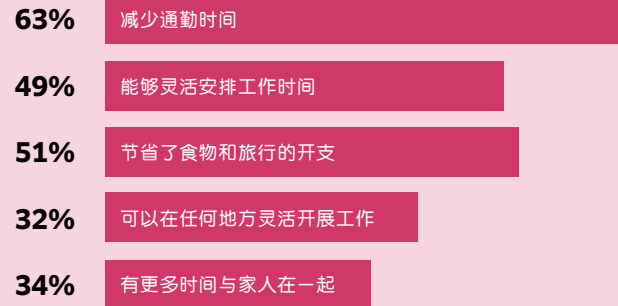 63% 减少通勤时间
49% 能够灵活安排工作时间
51% 节省了食物和旅行的开支
32% 可以在任何地方灵活开展工作
34% 有更多时间与家人在一起